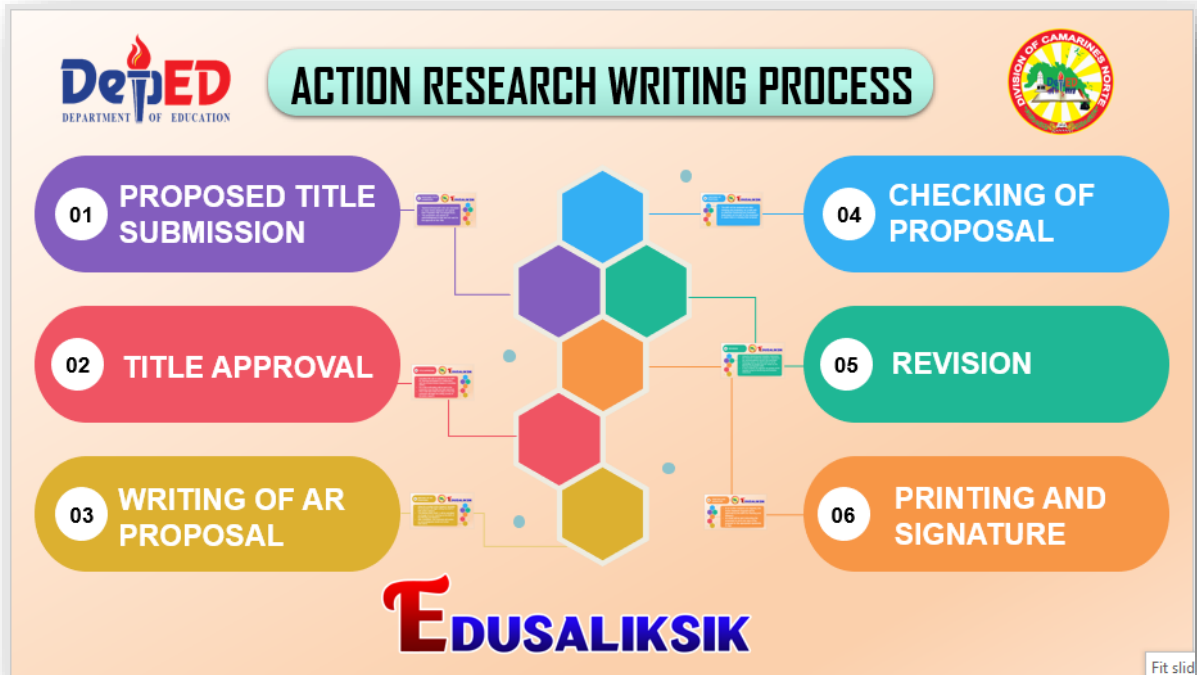 DepED
DEPARTMENT OF EDUCATION
ACTION RESEARCH WRITING PROCESS
DIVISION OF CAMARINES NORTE
01
PROPOSED TITLE
SUBMISSION
02
TITLE APPROVAL
03
WRITING OF AR
PROPOSAL
04
CHECKING OF
PROPOSAL
05
REVISION
06
PRINTING AND
SIGNATURE
EDUSALIKSIK
Fit slid